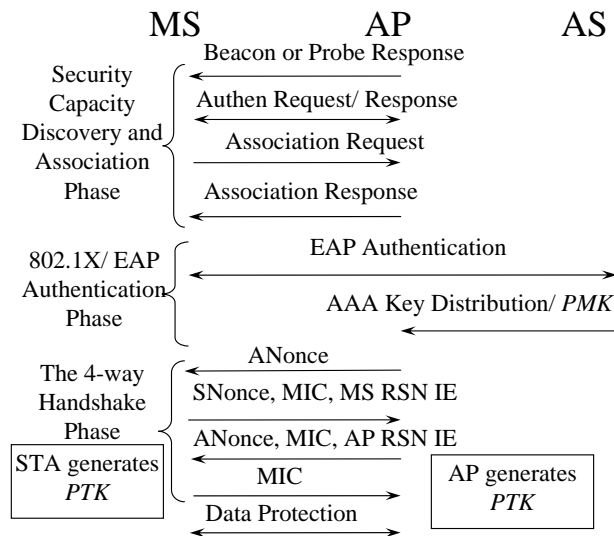 MS AP AS
Beacon or Probe Response
Security
Capacity
Discovery and
Association
Phase
Authen Request/ Response
Association Request
Association Response
802.1X/ EAP
Authentication
Phase
EAP Authentication
AAA Key Distribution/ PMK
The 4-way
Handshake
Phase
ANonce
SNonce, MIC, MS RSN IE
ANonce, MIC, AP RSN IE
MIC
STA generates
PTK
AP generates
PTK
Data Protection